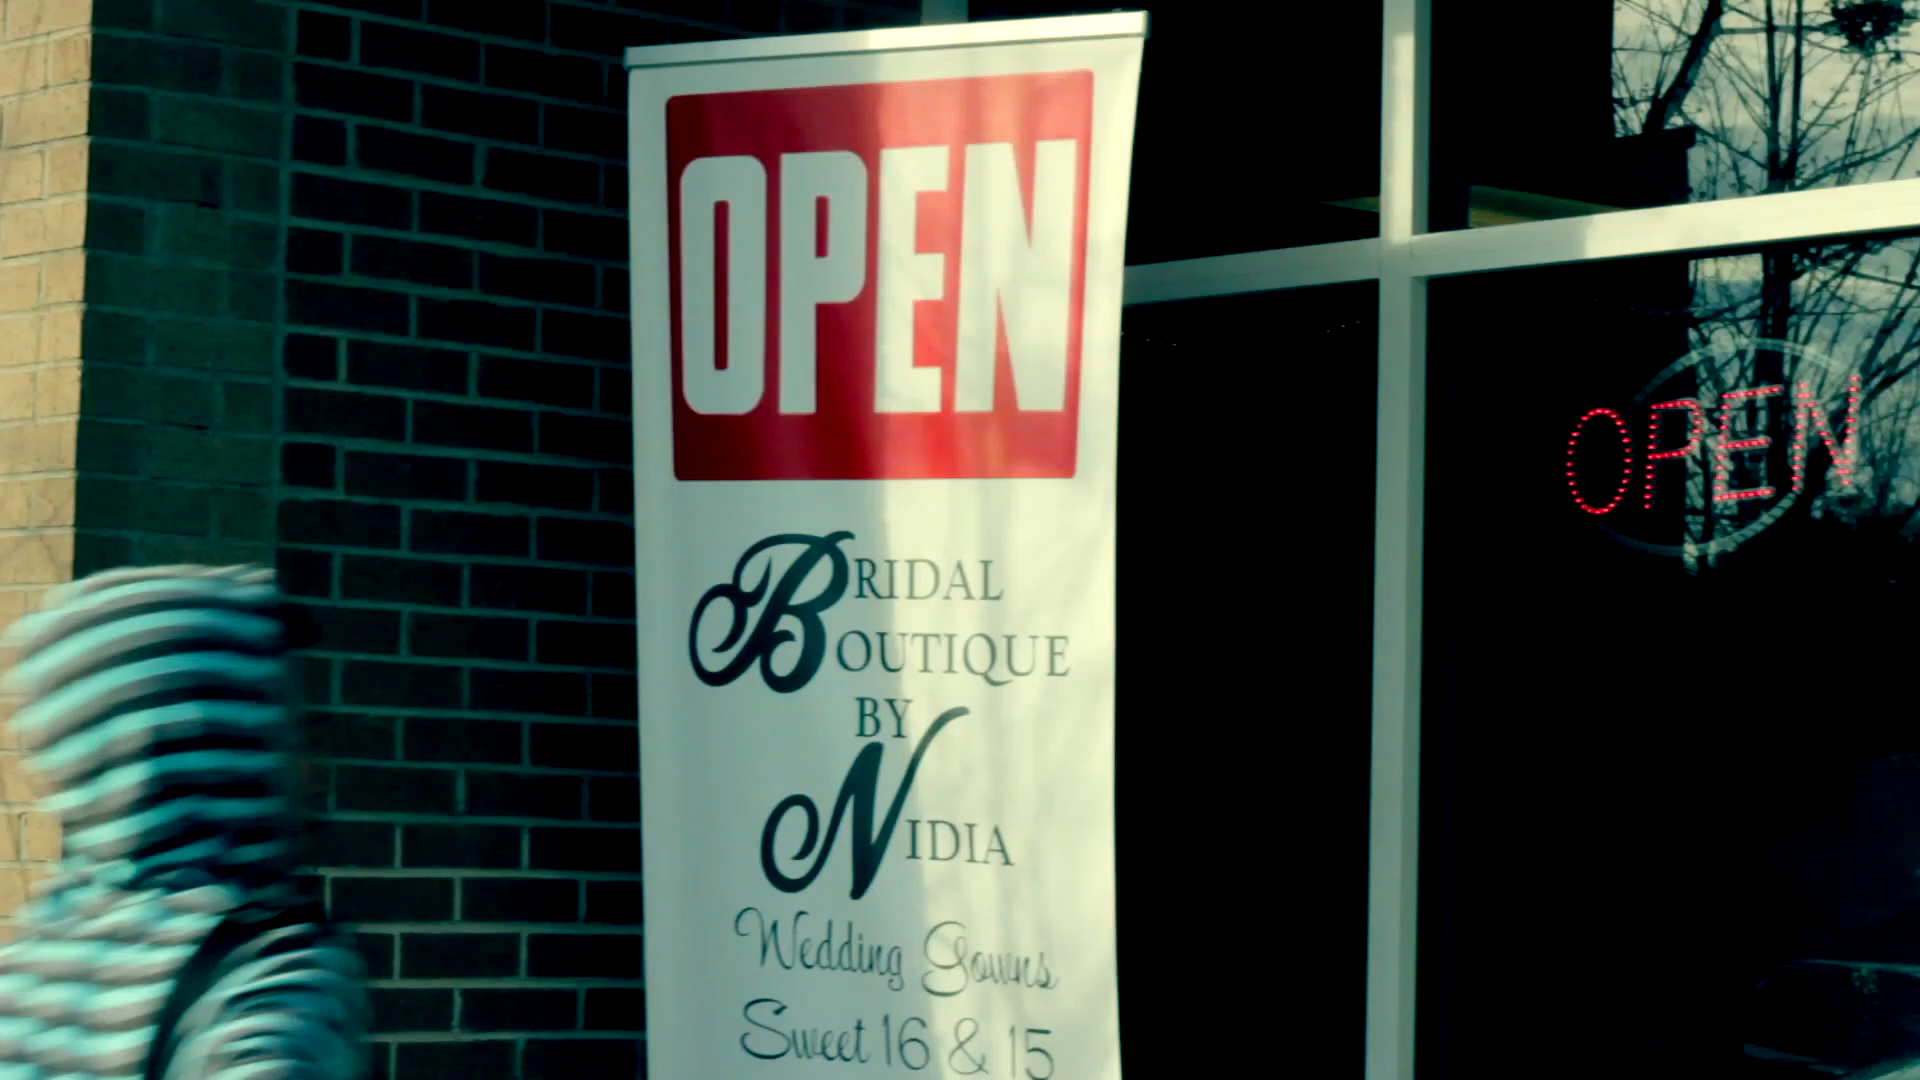 OPEN
BRIDAL
BOUTIQUE
BY
NIDIA
Wedding Gowns
Sweet 16 & 15
OPEN